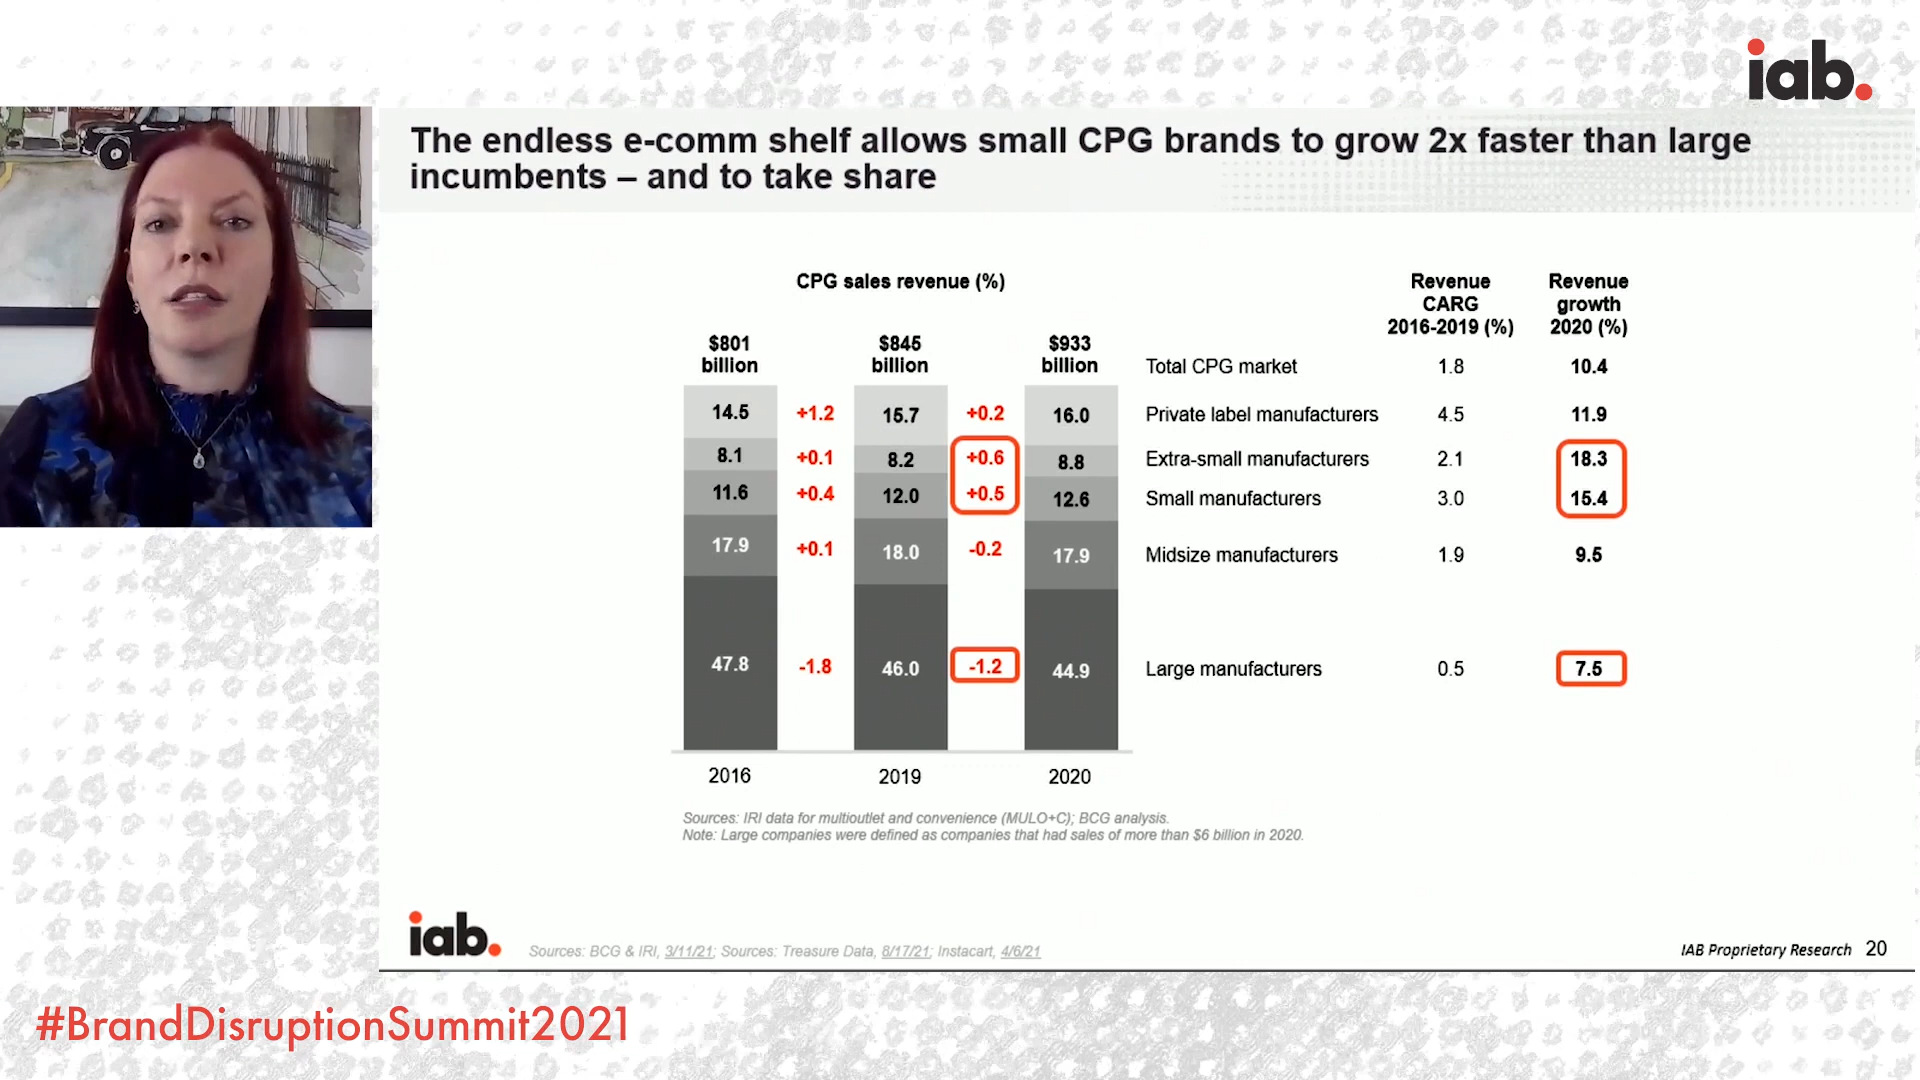 iab.
The endless e-comm shelf allows small CPG brands to grow 2x faster than large
incumbents – and to take share
CPG sales revenue (%)
Revenue
CARG
2016-2019 (%)
Revenue
growth
2020 (%)
$801
billion
$845
billion
$933
billion
Total CPG market 1.8 10.4
14.5 +1.2 15.7 +0.2 16.0 Private label manufacturers 4.5 11.9
8.1 +0.1 8.2 +0.6 8.8 Extra-small manufacturers 2.1 18.3
11.6 +0.4 12.0 +0.5 12.6 Small manufacturers 3.0 15.4
17.9 +0.1 18.0 -0.2 17.9 Midsize manufacturers 1.9 9.5
47.8 -1.8 46.0 -1.2 44.9 Large manufacturers 0.5 7.5
2016 2019 2020
Sources: IRI data for multioutlet and convenience (MULO+C); BCG analysis.
Note: Large companies were defined as companies that had sales of more than $6 billion in 2020.
iab. Sources: BCG & IRI, 3/11/21; Sources: Treasure Data, 8/17/21; Instacart, 4/6/21 IAB Proprietary Research 20
#BrandDisruptionSummit2021